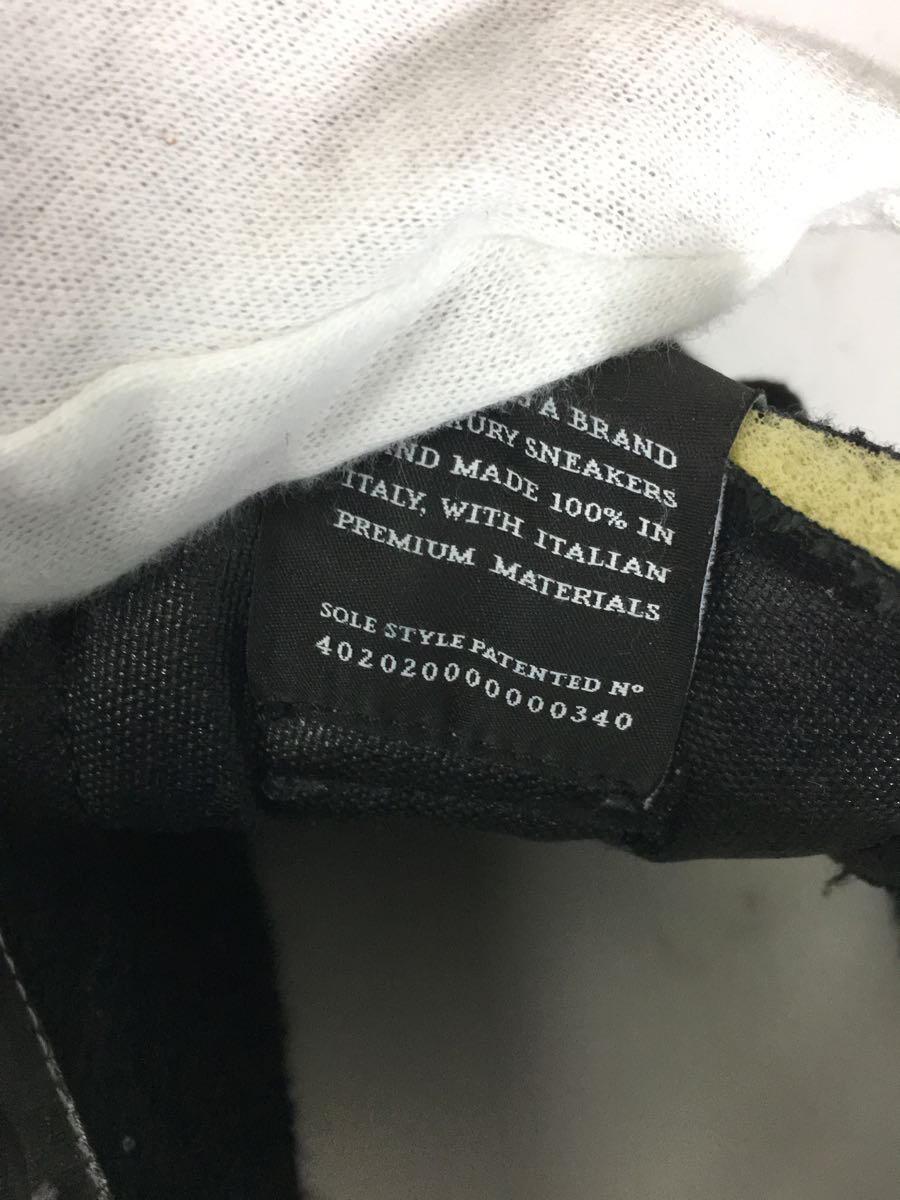 A BRAND
SNEAKERS
MADE 100% IN
ITALY, WITH ITALIAN
PREMIUM MATERIALS
SOLE STYLE PATENTED Nº
402020000000340